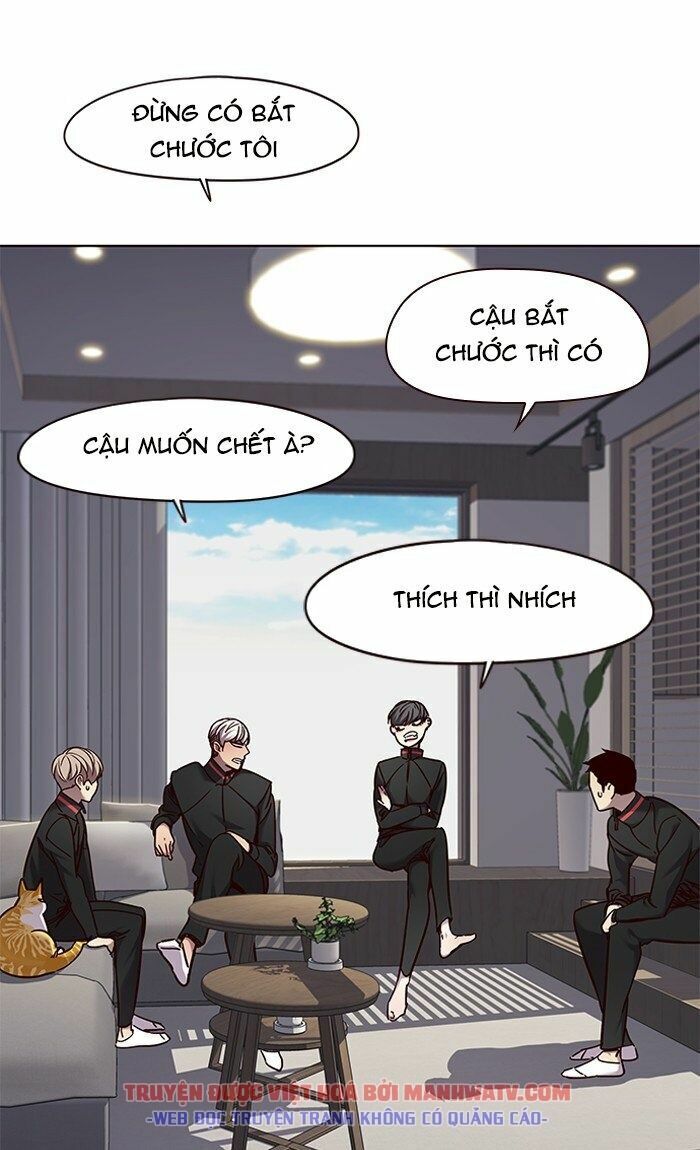 ĐỪNG CÓ BẮT
CHƯỚC TÔI
CẬU BẮT
CHƯỚC THÌ CÓ
CẬU MUỐN CHẾT À?
THÍCH THÌ NHÍCH
TRUYỆN ĐƯỢC VIỆT HOÁ BỞI MANHWATV.COM
-WEB ĐỌC TRUYỆN TRANH KHÔNG CÓ QUẢNG CÁO-